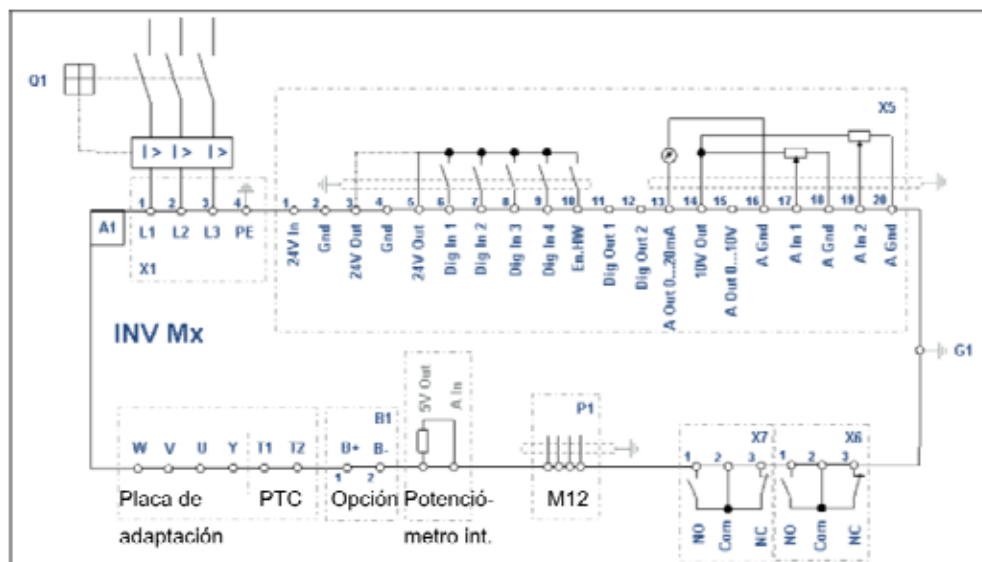 Q1
I > I > I >
X5
1 2 3 4
1 2 3 4 5 6 7 8 9 10 11 12 13 14 15 16 17 18 19 20
A1
L1 L2 L3 PE
X1
24V In
Gnd
24V Out
Gnd
24V Out
Dig In 1
Dig In 2
Dig In 3
Dig In 4
En.HW
Dig Out 1
Dig Out 2
A Out 0...20mA
10V Out
A Out 0...10V
A Gnd
A In 1
A Gnd
A In 2
A Gnd
INV Mx
G1
5V Out
A In
B1
P1
X7
X6
W V U Y T1 T2 B+ B-
1 2
1 2 3
1 2 3
Placa de
adaptación
PTC
Opción
Potenció-
metro int.
M12
NO Com NC
NO Com NC